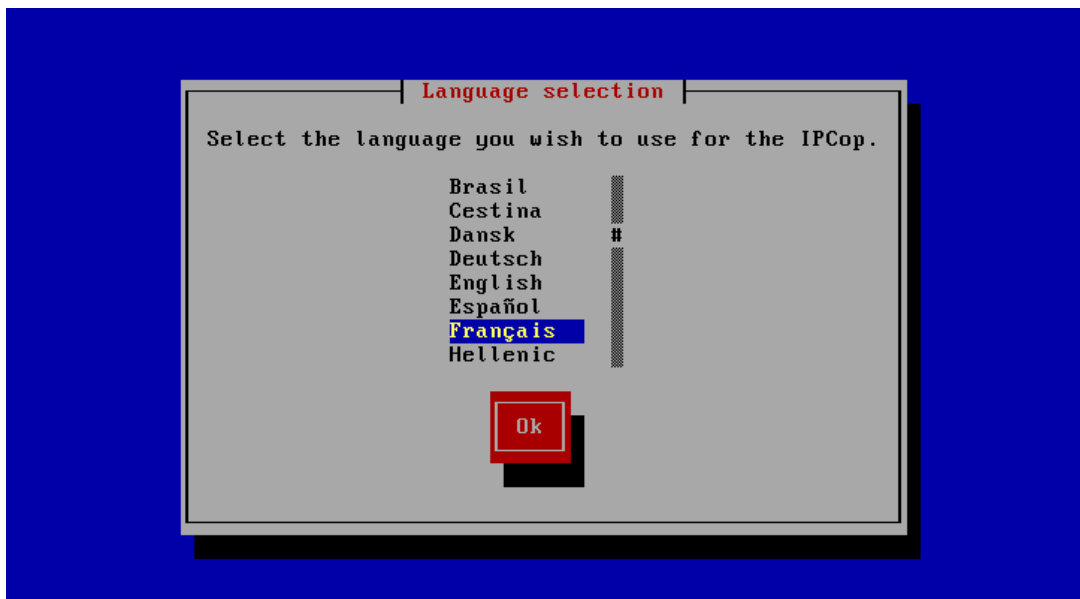 Language selection
Select the language you wish to use for the IPCop.
Brasil
Cestina
Dansk #
Deutsch
English
Español
Français
Hellenic
Ok